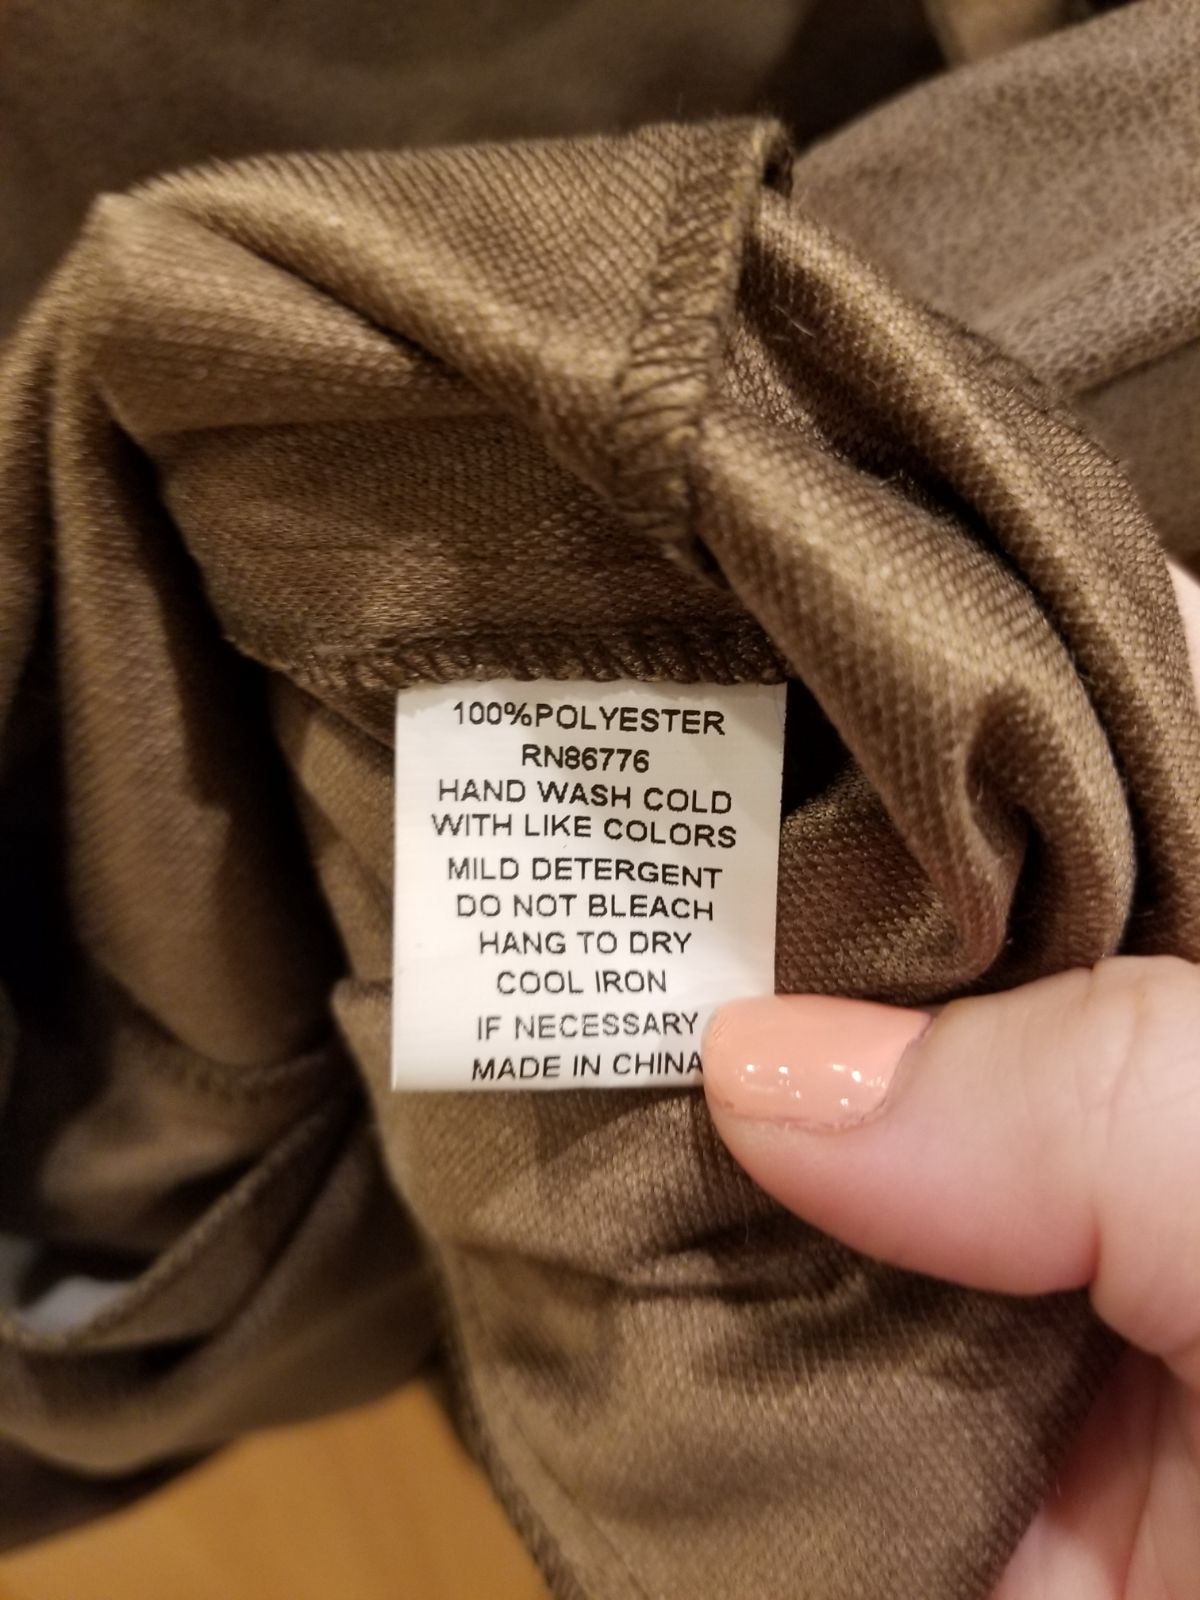 100%POLYESTER
RN86776
HAND WASH COLD
WITH LIKE COLORS
MILD DETERGENT
DO NOT BLEACH
HANG TO DRY
COOL IRON
IF NECESSARY
MADE IN CHINA